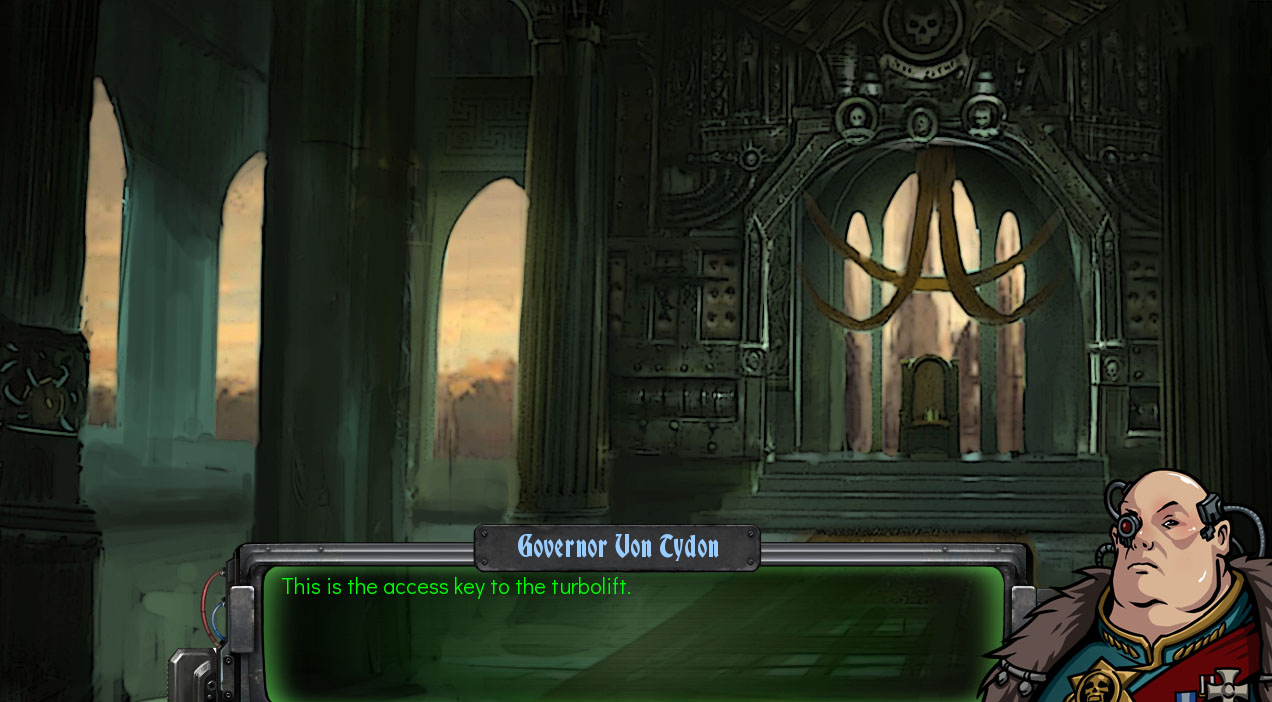 Governor Von Tydon
This is the access key to the turbolift.